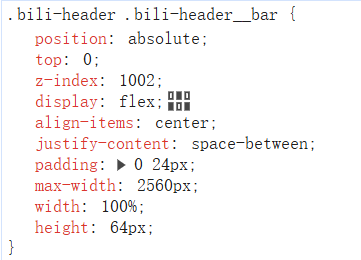 .bili-header .bili-header__bar {
position: absolute;
top: 0;
z-index: 1002;
display: flex;
align-items: center;
justify-content: space-between;
padding: 0 24px;
max-width: 2560px;
width: 100%;
height: 64px;
}